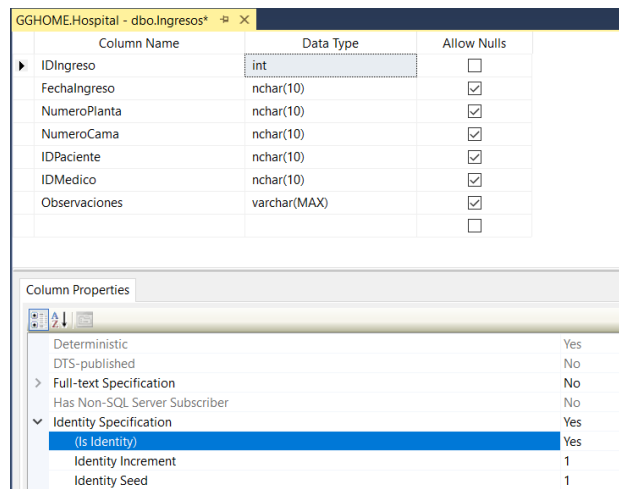 GGHOME.Hospital - dbo.Ingresos*
Column Name Data Type Allow Nulls
IDIngreso int
FechaIngreso nchar(10)
NumeroPlanta nchar(10)
NumeroCama nchar(10)
IDPaciente nchar(10)
IDMedico nchar(10)
Observaciones varchar(MAX)
Column Properties
Deterministic Yes
DTS-published No
Full-text Specification No
Has Non-SQL Server Subscriber No
Identity Specification Yes
(Is Identity) Yes
Identity Increment 1
Identity Seed 1